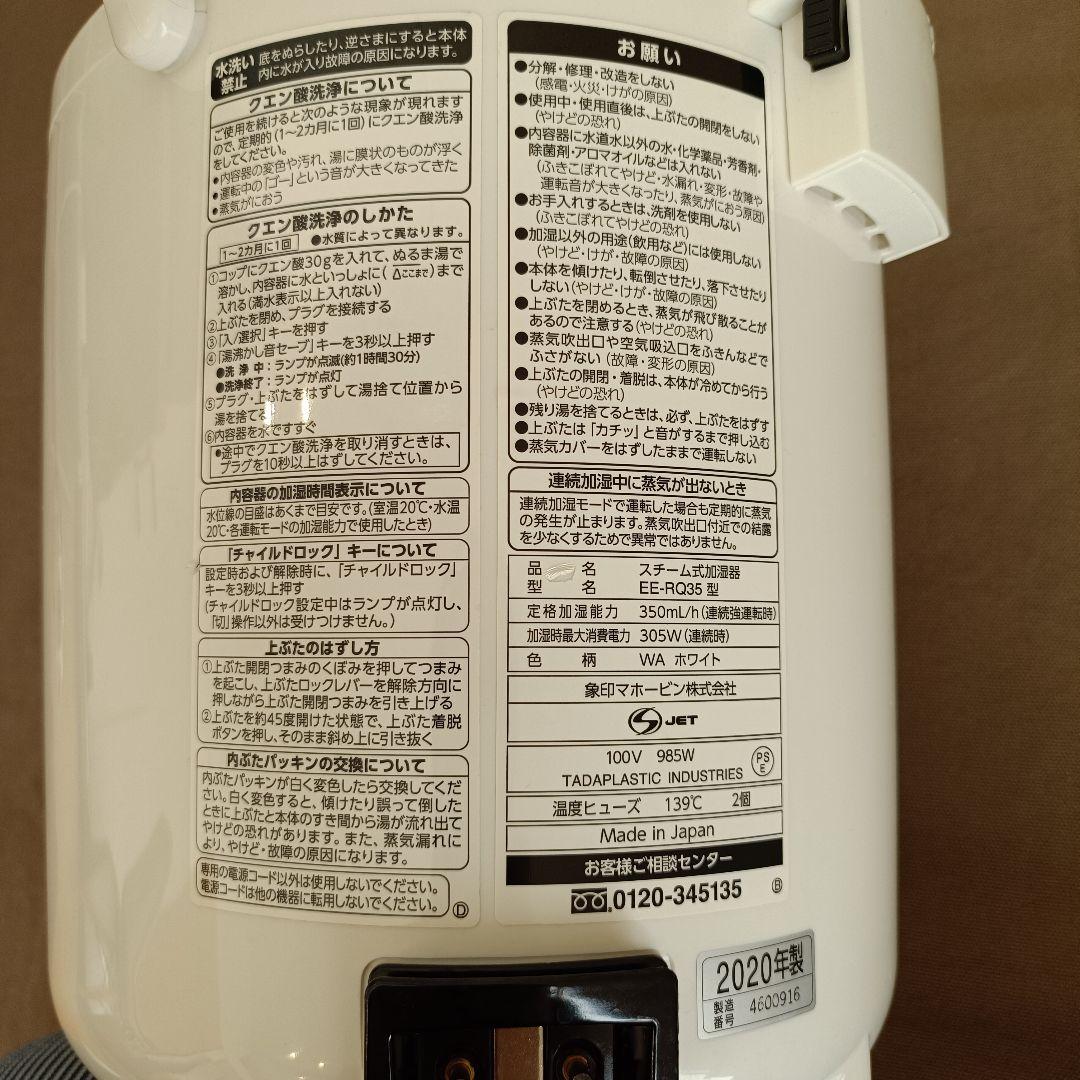 水洗い
禁止
底をぬらしたり、逆さまにすると本体
内に水が入り故障の原因になります。
クエン酸洗浄について
ご使用を続けると次のような現象が現れます
ので、定期的(1~2カ月に1回)にクエン酸洗浄
をしてください。
●内容器の変色や汚れ、湯に膜状のものが浮く
●運転中の「ゴー」という音が大きくなってきた
●蒸気がにおう
クエン酸洗浄のしかた
1~2カ月に1回 ●水質によって異なります。
①コップにクエン酸30gを入れて、ぬるま湯で
溶かし、内容器に水といっしょに(△ここまで)まで
入れる(満水表示以上入れない)
②上ぶたを閉め、プラグを接続する
③「入/選択」キーを押す
④「湯沸かし音セーブ」キーを3秒以上押す
●洗浄中:ランプが点滅(約1時間30分)
●洗浄終了:ランプが点灯
⑤プラグ・上ぶたをはずして湯捨て位置から
湯を捨てる
⑥内容器を水ですすぐ
●途中でクエン酸洗浄を取り消すときは、
プラグを10秒以上はずしてください。
内容器の加湿時間表示について
水位線の目盛はあくまで目安です。(室温20℃・水温
20℃・各運転モードの加湿能力で使用したとき)
「チャイルドロック」キーについて
設定時および解除時に、「チャイルドロック」
キーを3秒以上押す
(チャイルドロック設定中はランプが点灯し、
「切」操作以外は受けつけません。)
上ぶたのはずし方
①上ぶた開閉つまみのくぼみを押してつまみ
を起こし、上ぶたロックレバーを解除方向に
押しながら上ぶた開閉つまみを引き上げる
②上ぶたを約45度開けた状態で、上ぶた着脱
ボタンを押し、そのまま斜め上に引き抜く
内ぶたパッキンの交換について
内ぶたパッキンが白く変色したら交換してくだ
さい。白く変色すると、傾けたり誤って倒した
ときに上ぶたと本体のすき間から湯が流れ出て
やけどの恐れがあります。また、蒸気漏れに
より、やけど・故障の原因になります。
専用の電源コード以外は使用しないでください。
電源コードは他の機器に転用しないでください。
Ⓓ
お願い
●分解・修理・改造をしない
(感電・火災・けがの原因)
●使用中・使用直後は、上ぶたの開閉をしない
(やけどの恐れ)
●内容器に水道水以外の水・化学薬品・芳香剤・
除菌剤・アロマオイルなどは入れない
(ふきこぼれてやけど・水漏れ・変形・故障や
運転音が大きくなったり、蒸気がにおう原因)
●お手入れするときは、洗剤を使用しない
(ふきこぼれてやけどの恐れ)
●加湿以外の用途(飲用など)には使用しない
(やけど・けが・故障の原因)
●本体を傾けたり、転倒させたり、落下させたり
しない(やけど・けが・故障の原因)
●上ぶたを閉めるとき、蒸気が飛び散ることが
あるので注意する(やけどの恐れ)
●蒸気吹出口や空気吸込口をふきんなどで
ふさがない(故障・変形の原因)
●上ぶたの開閉・着脱は、本体が冷めてから行う
(やけどの恐れ)
●残り湯を捨てるときは、必ず、上ぶたをはずす
●上ぶたは「カチッ」と音がするまで押し込む
●蒸気カバーをはずしたままで運転しない
連続加湿中に蒸気が出ないとき
連続加湿モードで運転した場合も定期的に蒸気
の発生が止まります。蒸気吹出口付近での結露
を少なくするためで異常ではありません。
品名 スチーム式加湿器
型名 EE-RQ35型
定格加湿能力 350mL/h(連続強運転時)
加湿時最大消費電力 305W(連続時)
色柄 WA ホワイト
象印マホービン株式会社
S JET
100V 985W
TADAPLASTIC INDUSTRIES
PS
E
温度ヒューズ 139℃ 2個
Made in Japan
お客様ご相談センター
0120-345135
Ⓑ
2020年製
製造
番号
4600916